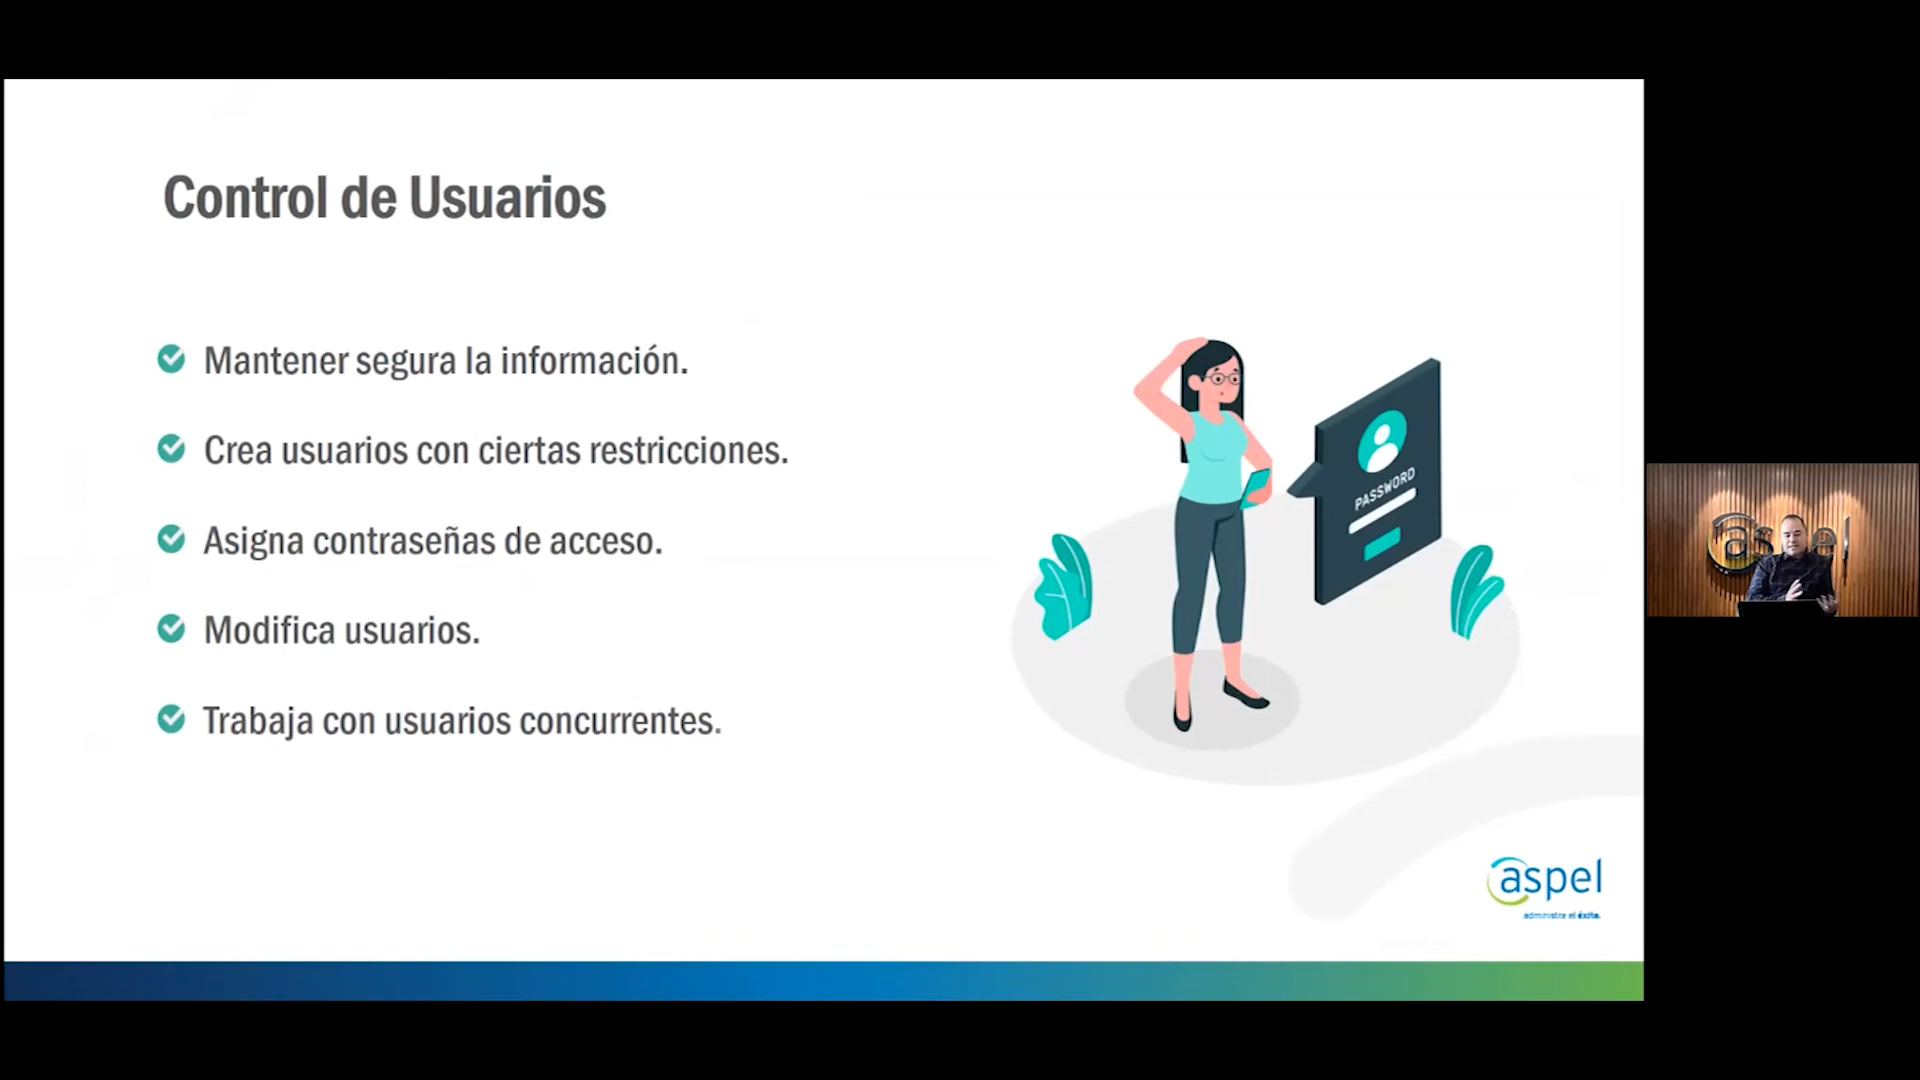 Control de Usuarios
Mantener segura la información.
Crea usuarios con ciertas restricciones.
Asigna contraseñas de acceso.
Modifica usuarios.
Trabaja con usuarios concurrentes.
PASSWORD
aspel
administra el éxito.